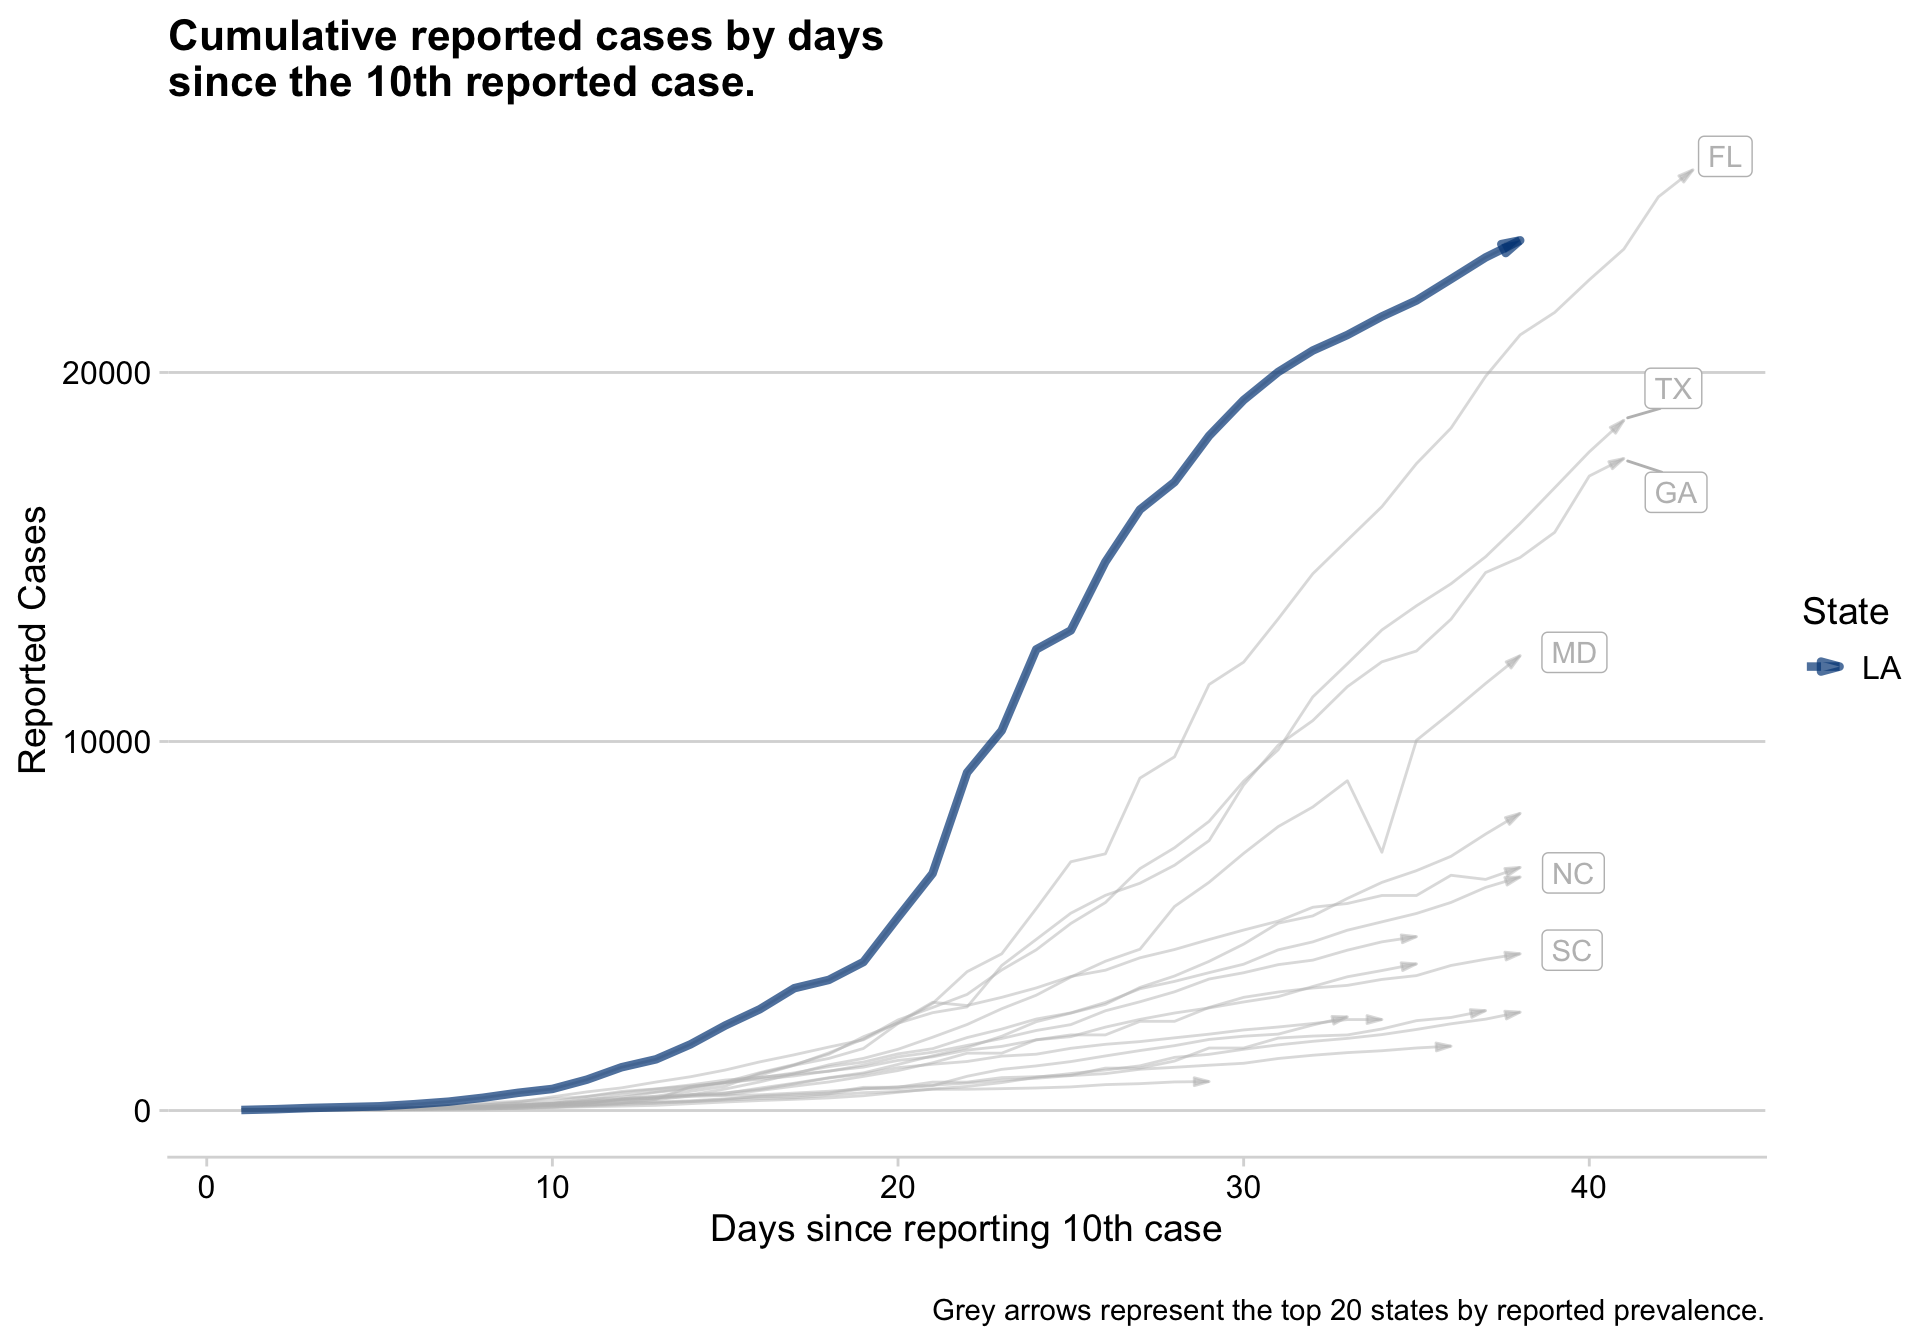 Cumulative reported cases by days
since the 10th reported case.
FL
TX
GA
MD
NC
SC
20000
10000
0
Reported Cases
0 10 20 30 40
Days since reporting 10th case
State
LA
Grey arrows represent the top 20 states by reported prevalence.